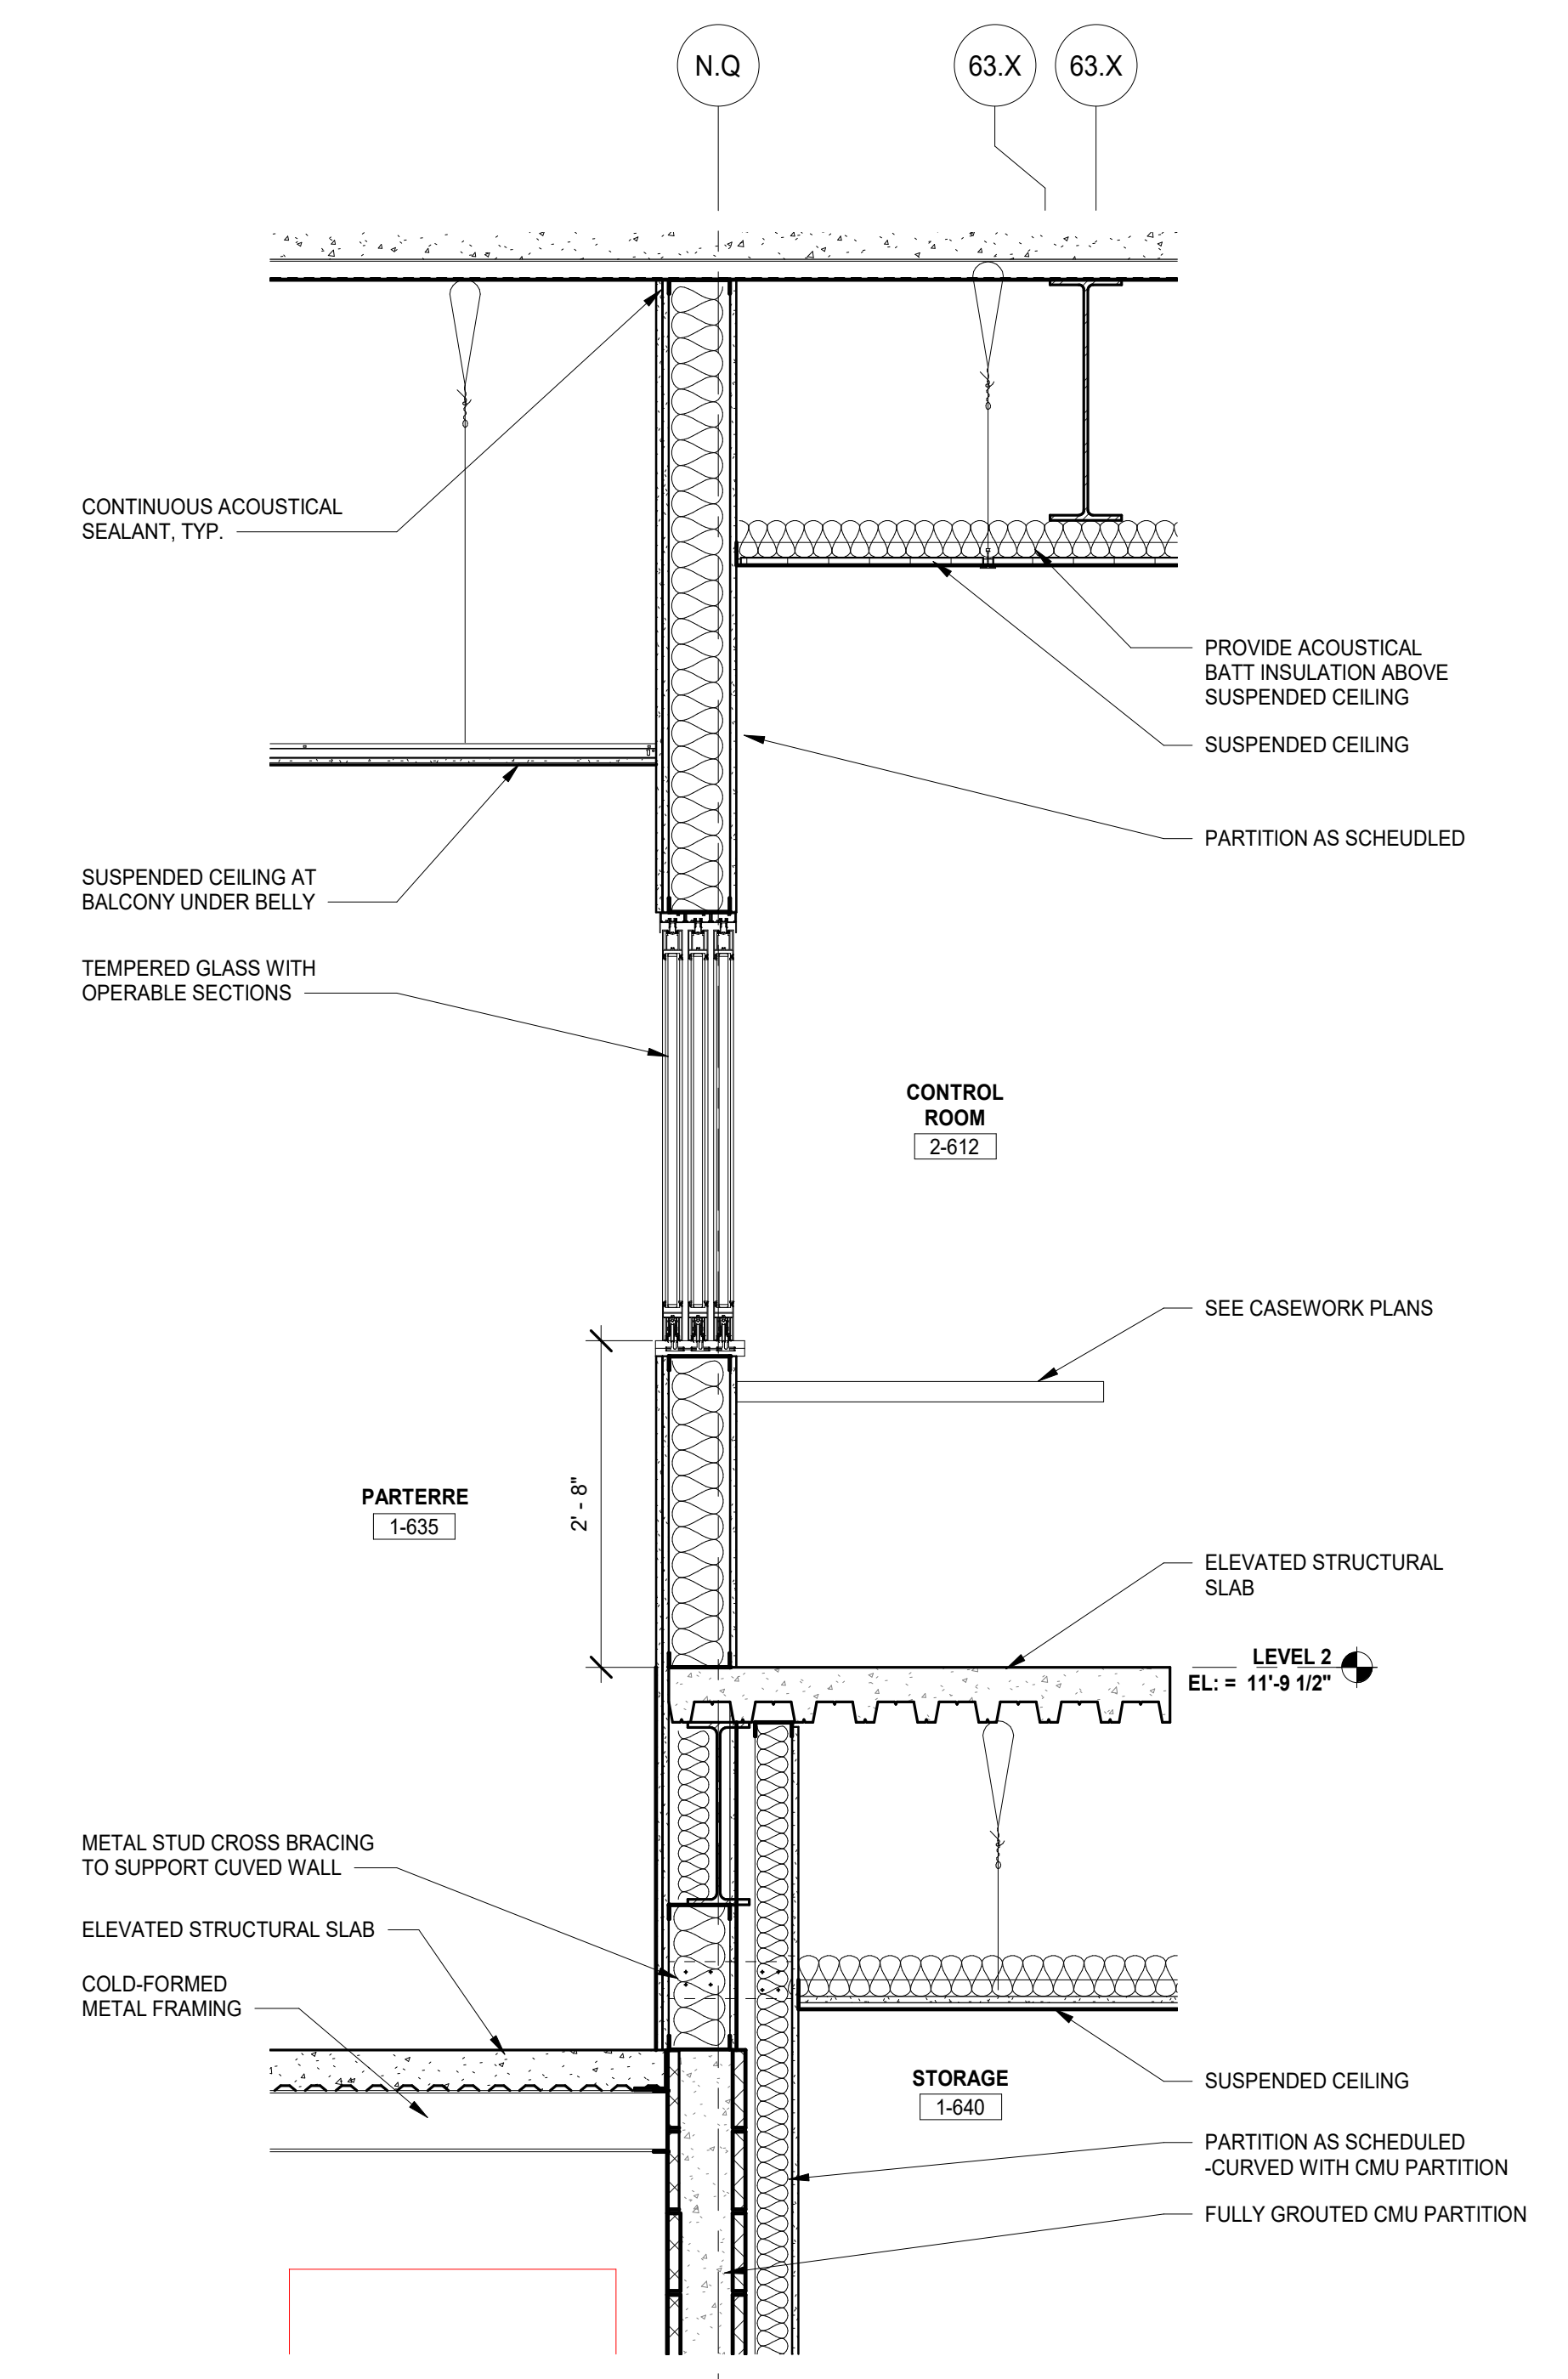 N.Q
63.X
63.X
CONTINUOUS ACOUSTICAL
SEALANT, TYP.
PROVIDE ACOUSTICAL
BATT INSULATION ABOVE
SUSPENDED CEILING
SUSPENDED CEILING
PARTITION AS SCHEUDLED
SUSPENDED CEILING AT
BALCONY UNDER BELLY
TEMPERED GLASS WITH
OPERABLE SECTIONS
CONTROL
ROOM
2-612
SEE CASEWORK PLANS
2' - 8"
PARTERRE
1-635
ELEVATED STRUCTURAL
SLAB
LEVEL 2
EL: = 11'-9 1/2"
METAL STUD CROSS BRACING
TO SUPPORT CUVED WALL
ELEVATED STRUCTURAL SLAB
COLD-FORMED
METAL FRAMING
STORAGE
1-640
SUSPENDED CEILING
PARTITION AS SCHEDULED
-CURVED WITH CMU PARTITION
FULLY GROUTED CMU PARTITION